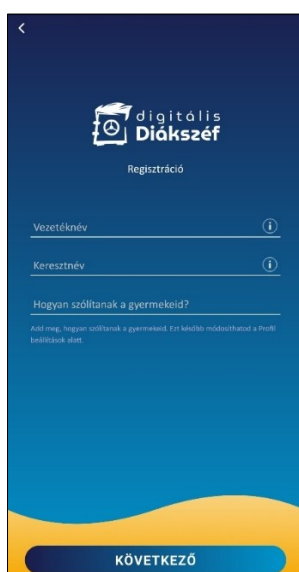 digitális
Diákszéf
Regisztráció
Vezetéknév
Keresztnév
Hogyan szólítanak a gyermekeid?
Add meg, hogyan szólítanak a gyermekeid. Ezt később módosíthatod a Profil
beállítások alatt.
KÖVETKEZŐ